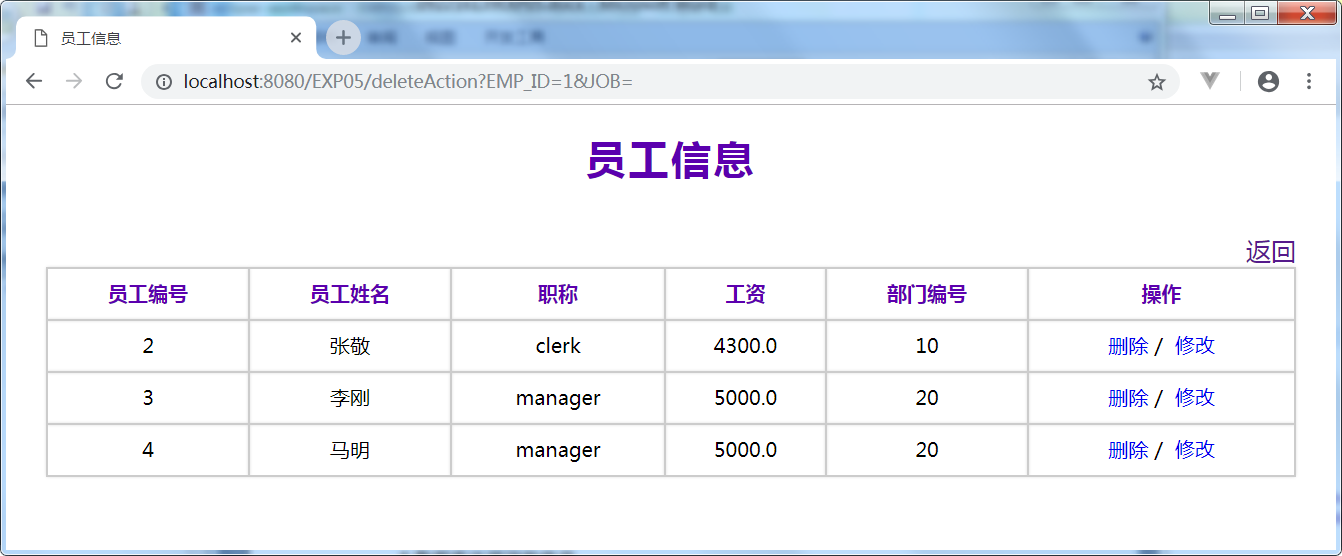 员工信息
localhost:8080/EXP05/deleteAction?EMP_ID=1&JOB=
员工信息
返回
员工编号 员工姓名 职称 工资 部门编号 操作
2 张敬 clerk 4300.0 10 删除 / 修改
3 李刚 manager 5000.0 20 删除 / 修改
4 马明 manager 5000.0 20 删除 / 修改